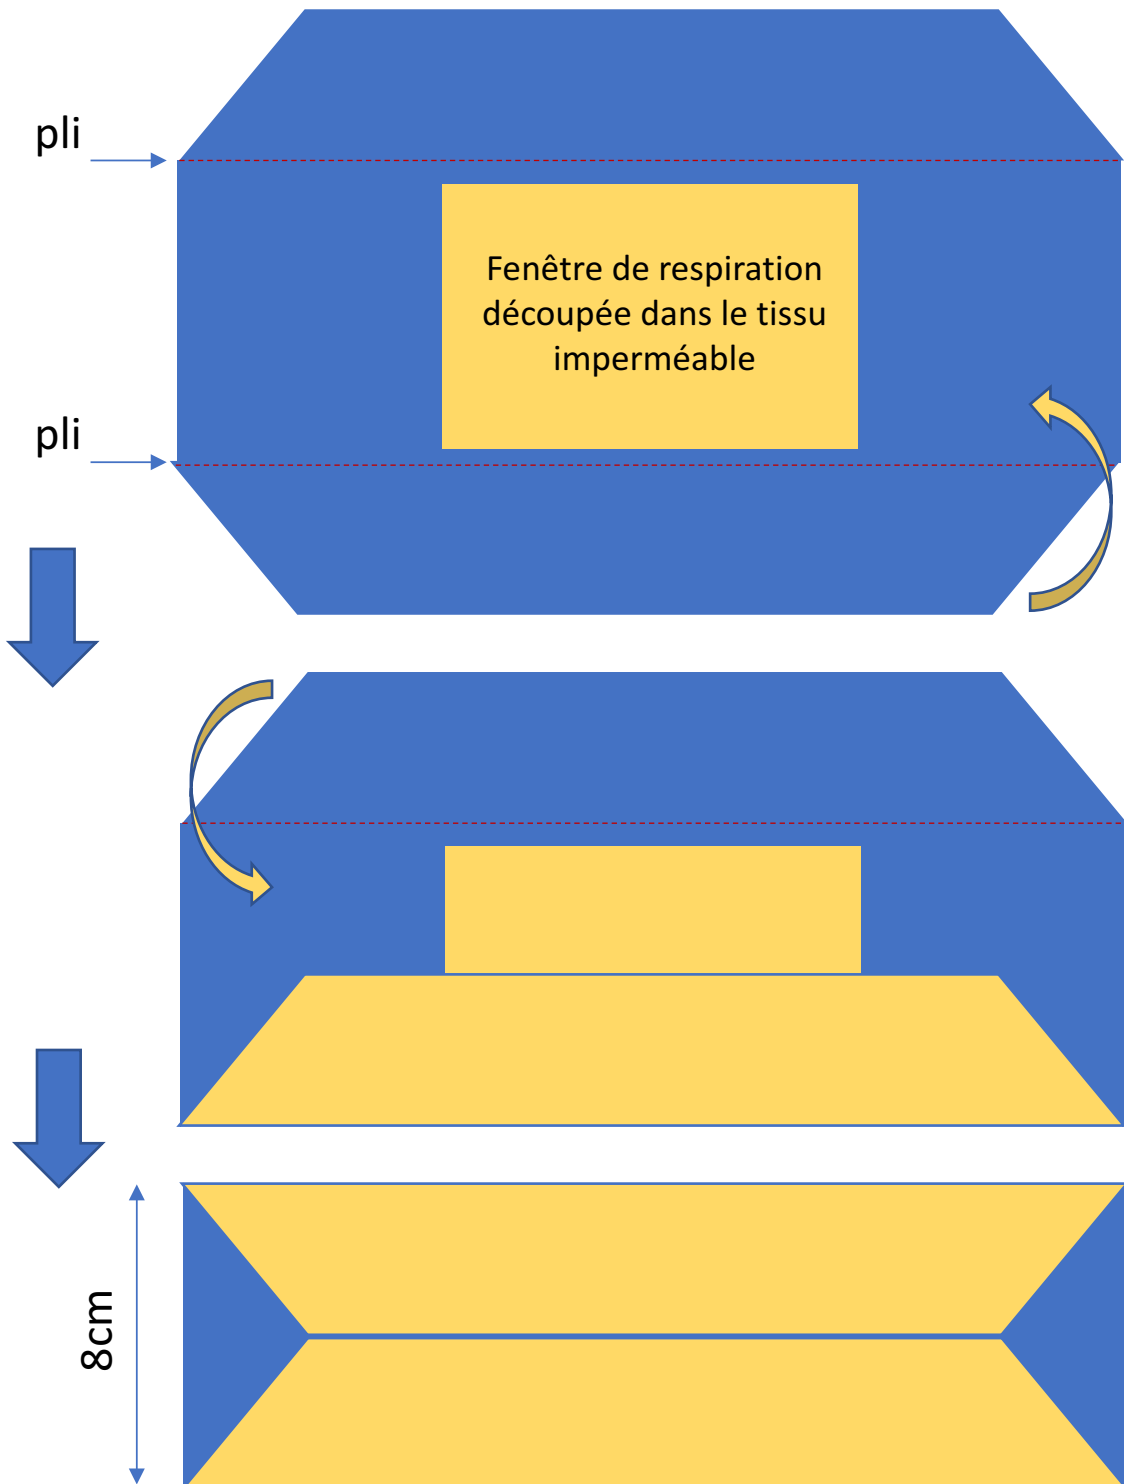 pli
Fenêtre de respiration
découpée dans le tissu
imperméable
pli
8cm